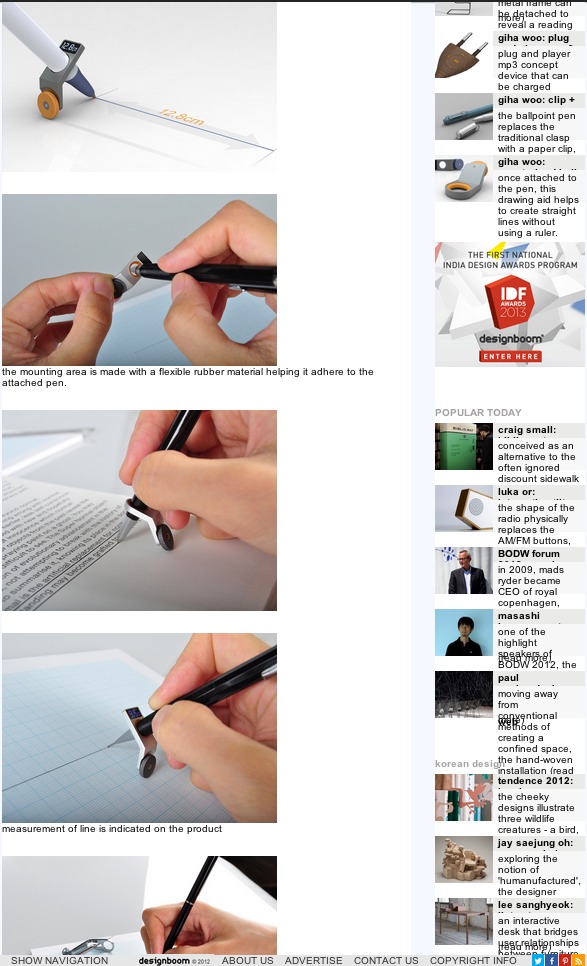 12.8cm
12.8cm
the mounting area is made with a flexible rubber material helping it adhere to the
attached pen.
measurement of line is indicated on the product
metal frame can
be detached to
reveal a reading
giha woo: plug
plug and player
mp3 concept
device that can
be charged
giha woo: clip +
the ballpoint pen
replaces the
traditional clasp
with a paper clip,
giha woo:
once attached to
the pen, this
drawing aid helps
to create straight
lines without
using a ruler.
THE FIRST NATIONAL
INDIA DESIGN AWARDS PROGRAM
IDF
AWARDS
2013
designboom
ENTER HERE
POPULAR TODAY
craig small:
conceived as an
alternative to the
often ignored
discount sidewalk
luka or:
the shape of the
radio physically
replaces the
AM/FM buttons,
BODW forum
in 2009, mads
ryder became
CEO of royal
copenhagen,
masashi
one of the
highlight
speakers of
(read more)
BODW 2012, the
paul
moving away
from
conventional
methods of
creating a
confined space,
the hand-woven
installation (read
korean design
tendence 2012:
the cheeky
designs illustrate
three wildlife
creatures - a bird,
jay saejung oh:
exploring the
notion of
'humanufactured',
the designer
lee sanghyeok:
an interactive
desk that bridges
user relationships
(read more)
between furniture
SHOW NAVIGATION designboom © 2012 ABOUT US ADVERTISE CONTACT US COPYRIGHT INFO